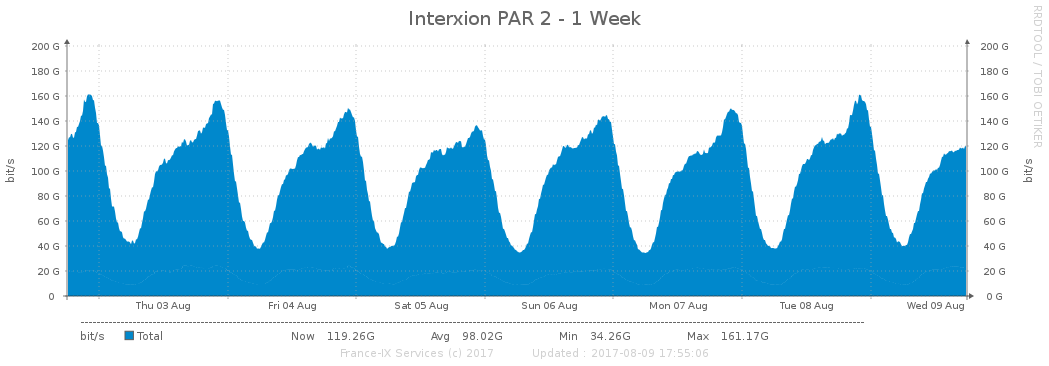 Interxion PAR 2 - 1 Week
RRDTOOL / TOBI OETIKER
bit/s
200 G
180 G
160 G
140 G
120 G
100 G
80 G
60 G
40 G
20 G
0
200 G
180 G
160 G
140 G
120 G
100 G
80 G
60 G
40 G
20 G
0 G
bit/s
Thu 03 Aug Fri 04 Aug Sat 05 Aug Sun 06 Aug Mon 07 Aug Tue 08 Aug Wed 09 Aug
bit/s Total Now 119.26G Avg 98.02G Min 34.26G Max 161.17G
France-IX Services (c) 2017 Updated : 2017-08-09 17:55:06